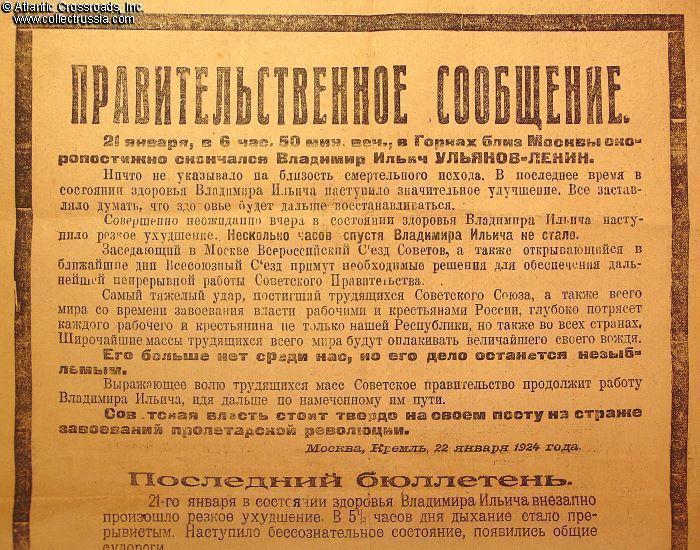 © Atlantic Crossroads, Inc.
www.collectrussia.com
ПРАВИТЕЛЬСТВЕННОЕ СООБЩЕНИЕ.
21 января, в 6 час. 50 мин. веч., в Горках близ Москвы ско-
ропостижно скончался Владимир Ильич УЛЬЯНОВ-ЛЕНИН.
Ничто не указывало на близость смертельного исхода. В последнее время в
состоянии здоровья Владимира Ильича наступило значительное улучшение. Все застав-
ляло думать, что здоровье будет дальше восстанавливаться.
Совершенно неожиданно вчера в состоянии здоровья Владимира Ильича насту-
пило резкое ухудшение. Несколько часов спустя Владимира Ильича не стало.
Заседающий в Москве Всероссийский С'езд Советов, а также открывающийся в
ближайшие дни Всесоюзный С'езд примут необходимые решения для обеспечения даль-
нейшей непрерывной работы Советского Правительства.
Самый тяжелый удар, постигший трудящихся Советского Союза, а также всего
мира со времени завоевания власти рабочими и крестьянами России, глубоко потрясет
каждого рабочего и крестьянина не только нашей Республики, но также во всех странах.
Широчайшие массы трудящихся всего мира будут оплакивать величайшего своего вождя.
Его больше нет среди нас, но его дело останется незыб-
лемым.
Выражающее волю трудящихся масс Советское правительство продолжит работу
Владимира Ильича, идя дальше по намеченному им пути.
Сов тская власть стоит твердо на своем посту на страже
завоеваний пролетарской революции.
Москва, Кремль, 22 января 1924 года.
Последний бюллетень.
21-го января в состоянии здоровья Владимира Ильича внезапно
произошло резкое ухудшение. В 5½ часов дня дыхание стало пре-
рывистым. Наступило бессознательное состояние, появились общие
судороги